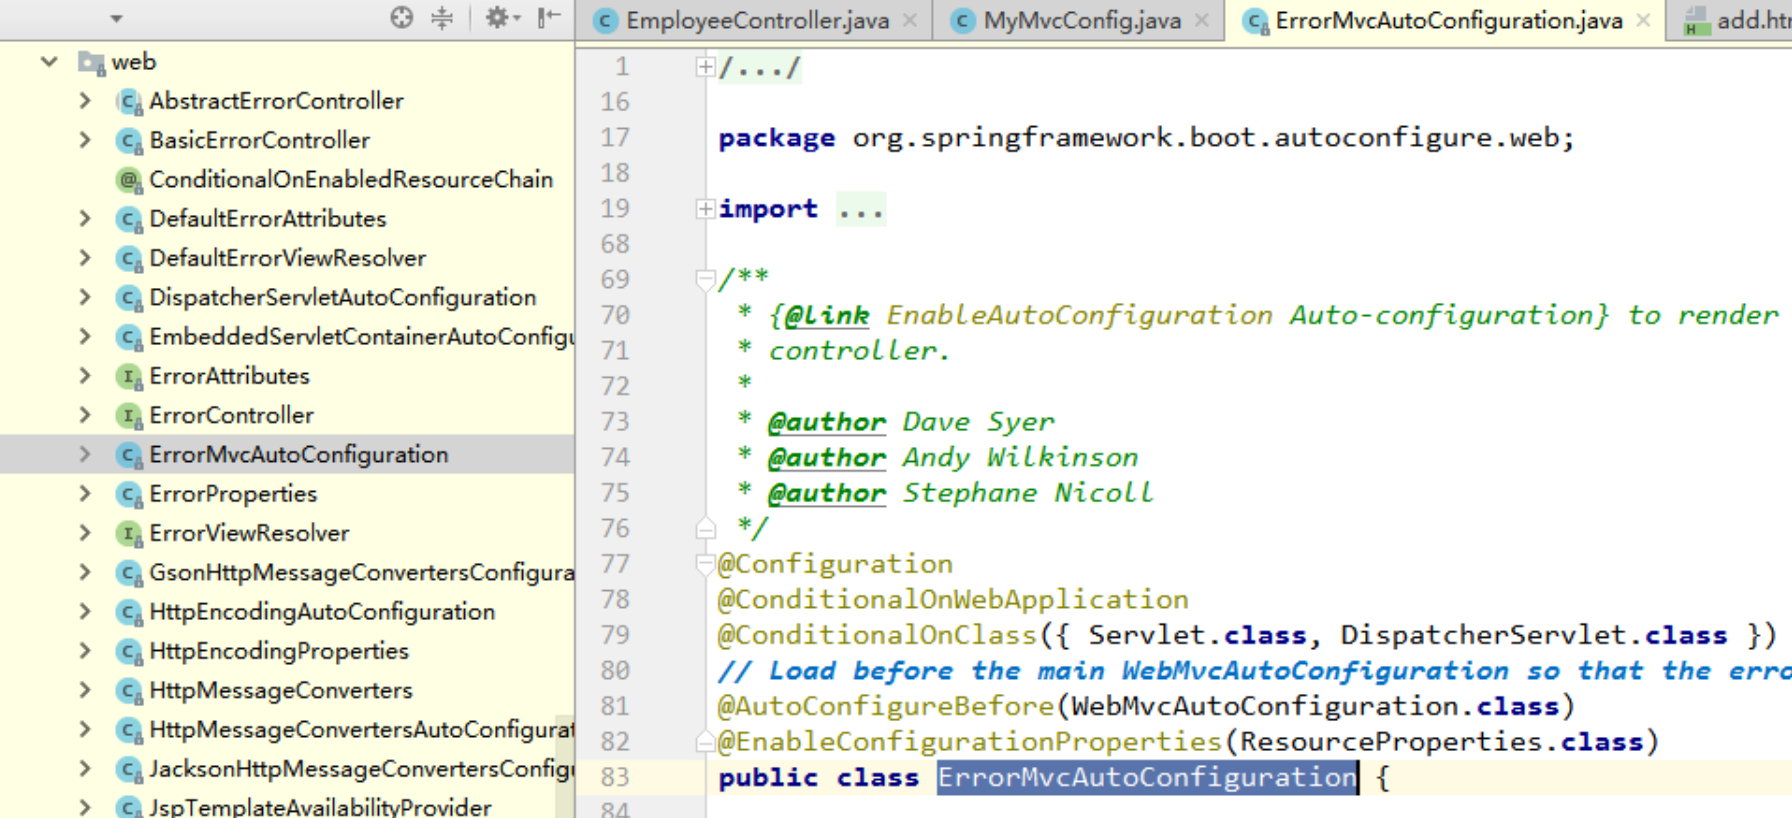 EmployeeController.java
MyMvcConfig.java
ErrorMvcAutoConfiguration.java
web
AbstractErrorController
BasicErrorController
ConditionalOnEnabledResourceChain
DefaultErrorAttributes
DefaultErrorViewResolver
DispatcherServletAutoConfiguration
EmbeddedServletContainerAutoConfigu
ErrorAttributes
ErrorController
ErrorMvcAutoConfiguration
ErrorProperties
ErrorViewResolver
GsonHttpMessageConvertersConfigura
HttpEncodingAutoConfiguration
HttpEncodingProperties
HttpMessageConverters
HttpMessageConvertersAutoConfigurat
JacksonHttpMessageConvertersConfigu
JspTemplateAvailabilityProvider
1 /.../
16
17 package org.springframework.boot.autoconfigure.web;
18
19 import ...
68
69 /**
70 * {@link EnableAutoConfiguration Auto-configuration} to render
71 * controller.
72 *
73 * @author Dave Syer
74 * @author Andy Wilkinson
75 * @author Stephane Nicoll
76 */
77 @Configuration
78 @ConditionalOnWebApplication
79 @ConditionalOnClass({ Servlet.class, DispatcherServlet.class })
80 // Load before the main WebMvcAutoConfiguration so that the erro
81 @AutoConfigureBefore(WebMvcAutoConfiguration.class)
82 @EnableConfigurationProperties(ResourceProperties.class)
83 public class ErrorMvcAutoConfiguration {
84